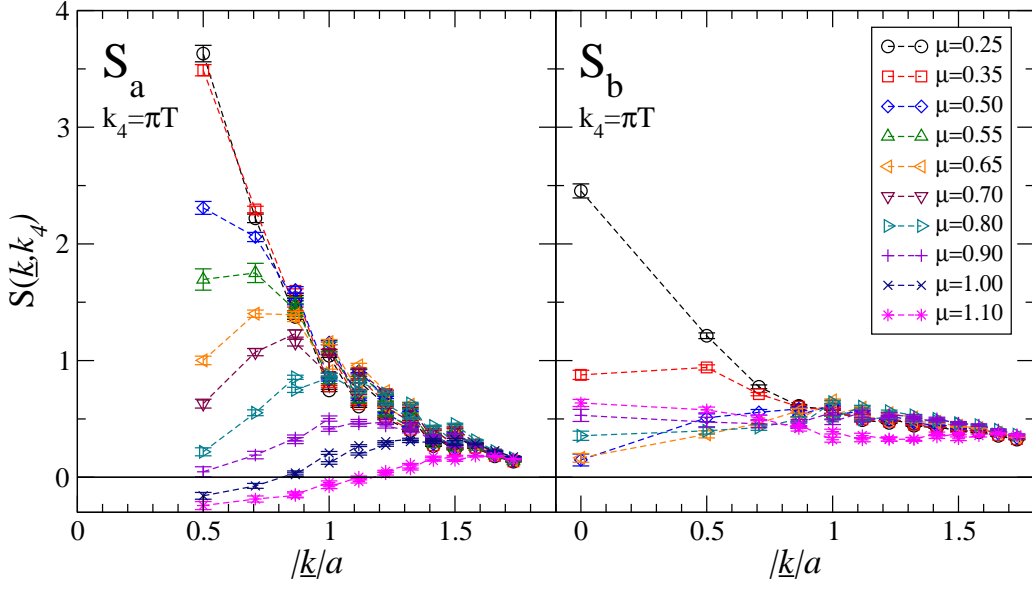 4
3
2
1
0
S(k,k₄)
Sₐ
k₄=πT
S_b
k₄=πT
μ=0.25
μ=0.35
μ=0.50
μ=0.55
μ=0.65
μ=0.70
μ=0.80
μ=0.90
μ=1.00
μ=1.10
0 0.5 1 1.5
0 0.5 1 1.5
/k/a
/k/a